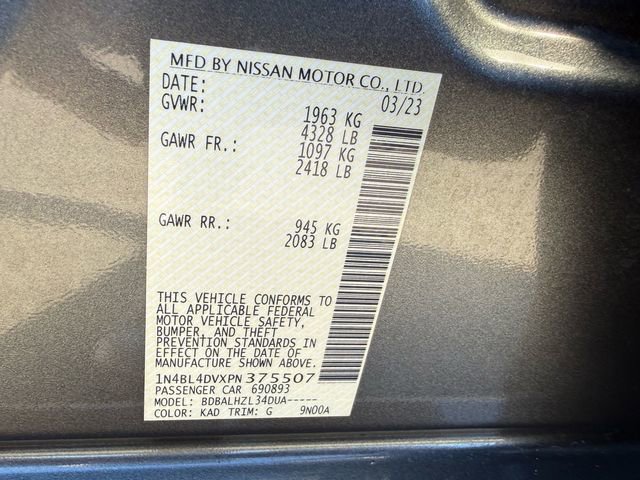 MFD BY NISSAN MOTOR CO., LTD.
DATE: 03/23
GVWR: 1963 KG
4328 LB
GAWR FR.: 1097 KG
2418 LB
GAWR RR.: 945 KG
2083 LB
THIS VEHICLE CONFORMS TO
ALL APPLICABLE FEDERAL
MOTOR VEHICLE SAFETY,
BUMPER, AND THEFT
PREVENTION STANDARDS IN
EFFECT ON THE DATE OF
MANUFACTURE SHOWN ABOVE.
1N4BL4DVXPN375507
PASSENGER CAR 690893
MODEL: BDBALHZL34DUA-----
COLOR: KAD TRIM: G 9N00A